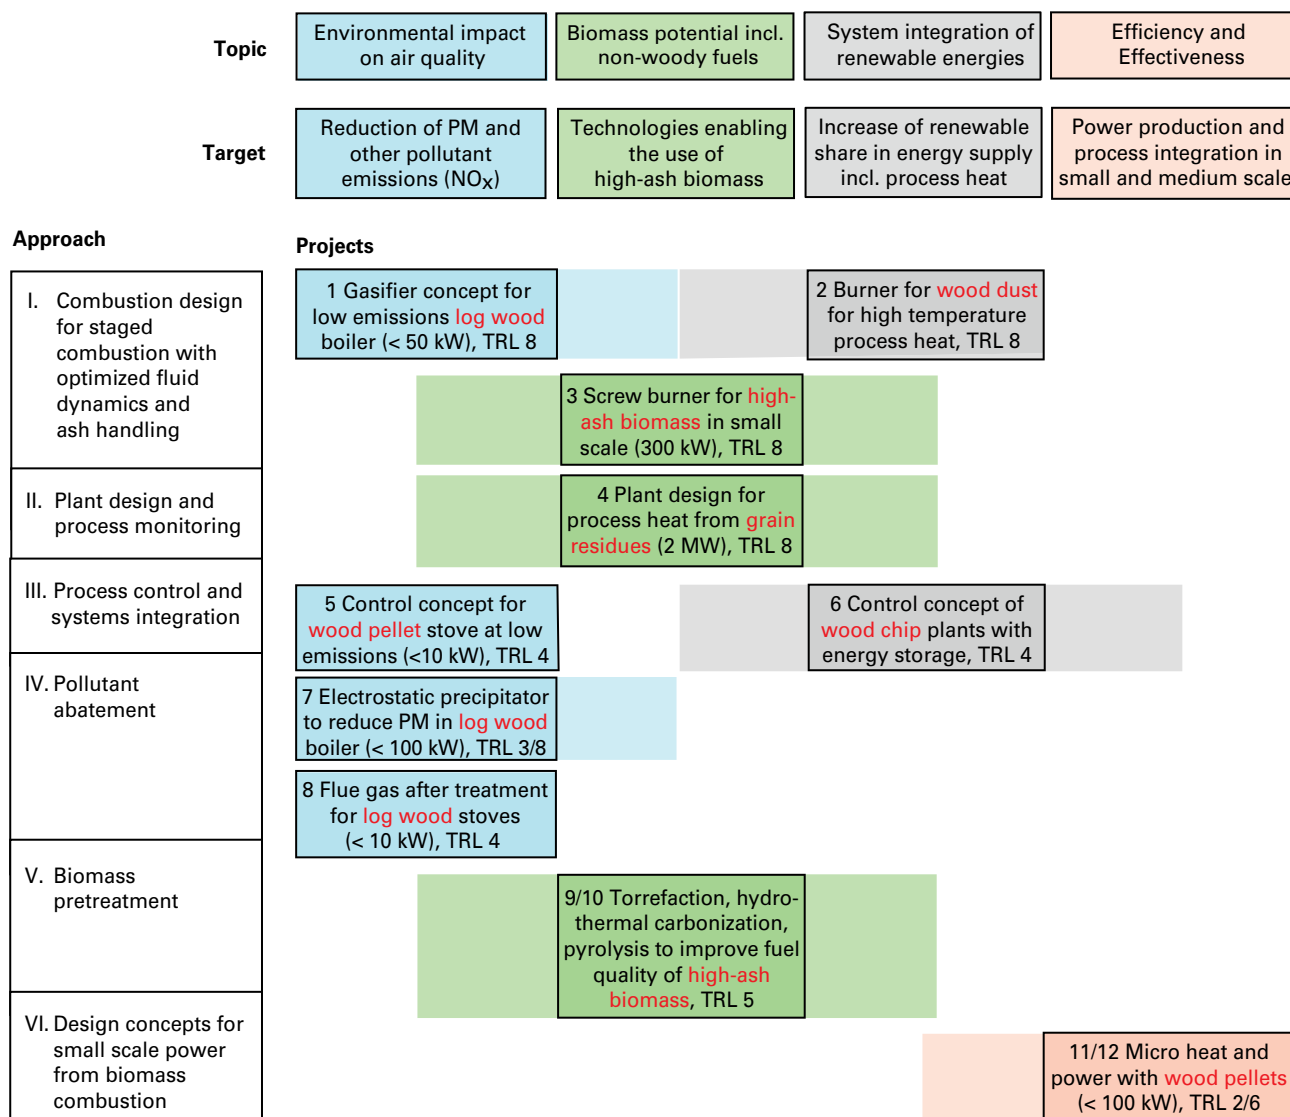 Topic
Environmental impact
on air quality
Biomass potential incl.
non-woody fuels
System integration of
renewable energies
Efficiency and
Effectiveness
Target
Reduction of PM and
other pollutant
emissions (NOx)
Technologies enabling
the use of
high-ash biomass
Increase of renewable
share in energy supply
incl. process heat
Power production and
process integration in
small and medium scale
Approach
Projects
I. Combustion design
for staged
combustion with
optimized fluid
dynamics and
ash handling
1 Gasifier concept for
low emissions log wood
boiler (< 50 kW), TRL 8
2 Burner for wood dust
for high temperature
process heat, TRL 8
3 Screw burner for high-
ash biomass in small
scale (300 kW), TRL 8
II. Plant design and
process monitoring
4 Plant design for
process heat from grain
residues (2 MW), TRL 8
III. Process control and
systems integration
5 Control concept for
wood pellet stove at low
emissions (<10 kW), TRL 4
6 Control concept of
wood chip plants with
energy storage, TRL 4
IV. Pollutant
abatement
7 Electrostatic precipitator
to reduce PM in log wood
boiler (< 100 kW), TRL 3/8
8 Flue gas after treatment
for log wood stoves
(< 10 kW), TRL 4
V. Biomass
pretreatment
9/10 Torrefaction, hydro-
thermal carbonization,
pyrolysis to improve fuel
quality of high-ash
biomass, TRL 5
VI. Design concepts for
small scale power
from biomass
combustion
11/12 Micro heat and
power with wood pellets
(< 100 kW), TRL 2/6